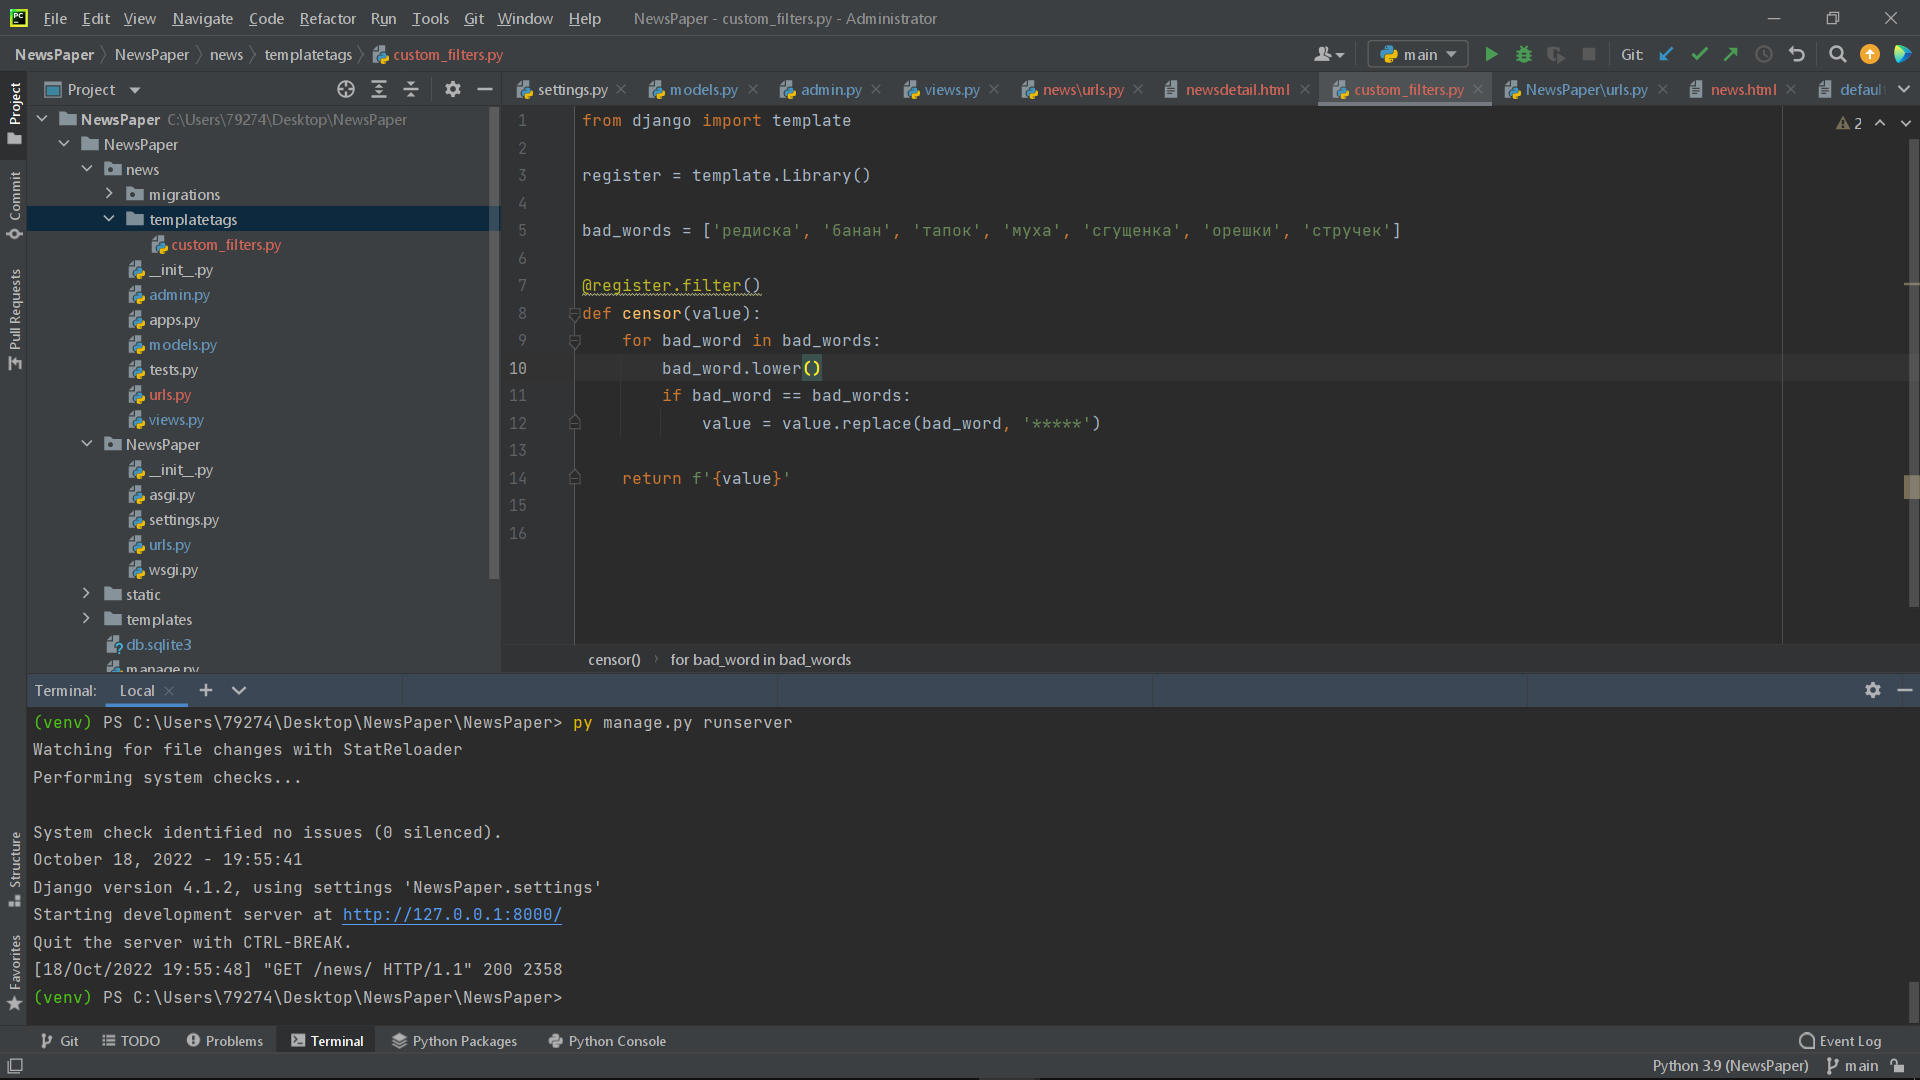 File Edit View Navigate Code Refactor Run Tools Git Window Help NewsPaper - custom_filters.py - Administrator
NewsPaper NewsPaper news templatetags custom_filters.py main Git:
Project settings.py models.py admin.py views.py news\urls.py newsdetail.html custom_filters.py NewsPaper\urls.py news.html defaul
NewsPaper C:\Users\79274\Desktop\NewsPaper
NewsPaper
news
migrations
templatetags
custom_filters.py
__init__.py
admin.py
apps.py
models.py
tests.py
urls.py
views.py
NewsPaper
__init__.py
asgi.py
settings.py
urls.py
wsgi.py
static
templates
db.sqlite3
manage.py
Project
Commit
Pull Requests
Structure
Favorites
1 from django import template
2
3 register = template.Library()
4
5 bad_words = ['редиска', 'банан', 'тапок', 'муха', 'сгущенка', 'орешки', 'стручек']
6
7 @register.filter()
8 def censor(value):
9 for bad_word in bad_words:
10 bad_word.lower()
11 if bad_word == bad_words:
12 value = value.replace(bad_word, '*****')
13
14 return f'{value}'
15
16
2
censor() for bad_word in bad_words
Terminal: Local
(venv) PS C:\Users\79274\Desktop\NewsPaper\NewsPaper> py manage.py runserver
Watching for file changes with StatReloader
Performing system checks...
System check identified no issues (0 silenced).
October 18, 2022 - 19:55:41
Django version 4.1.2, using settings 'NewsPaper.settings'
Starting development server at http://127.0.0.1:8000/
Quit the server with CTRL-BREAK.
[18/Oct/2022 19:55:48] "GET /news/ HTTP/1.1" 200 2358
(venv) PS C:\Users\79274\Desktop\NewsPaper\NewsPaper>
Git TODO Problems Terminal Python Packages Python Console Event Log
Python 3.9 (NewsPaper) main